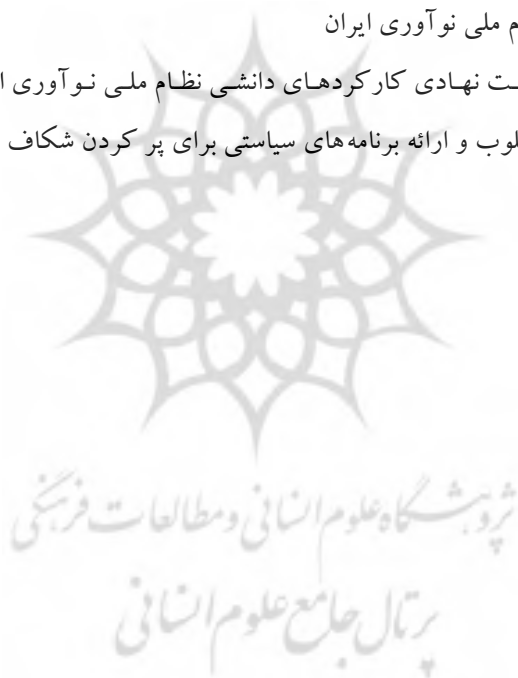 م ملی نوآوری ایران
ـت نهـادی کارکردهـای دانشـی نظـام ملـی نـوآوری ا
لوب و ارائه برنامه‌های سیاستی برای پر کردن شکاف
پژوهشگاه علوم انسانی و مطالعات فرهنگی
پرتال جامع علوم انسانی